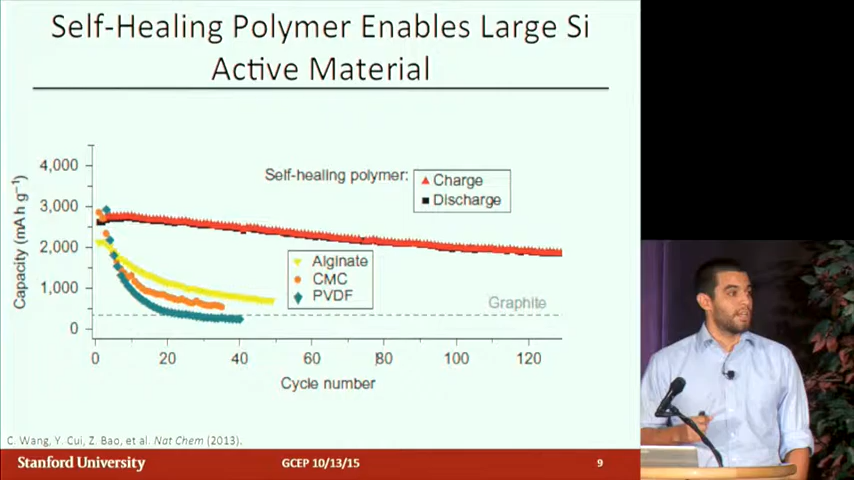 Self-Healing Polymer Enables Large Si
Active Material
Capacity (mAh g⁻¹)
4,000
3,000
2,000
1,000
0
Self-healing polymer:
Charge
Discharge
Alginate
CMC
PVDF
Graphite
0 20 40 60 80 100 120
Cycle number
C. Wang, Y. Cui, Z. Bao, et al. Nat Chem (2013).
Stanford University GCEP 10/13/15 9